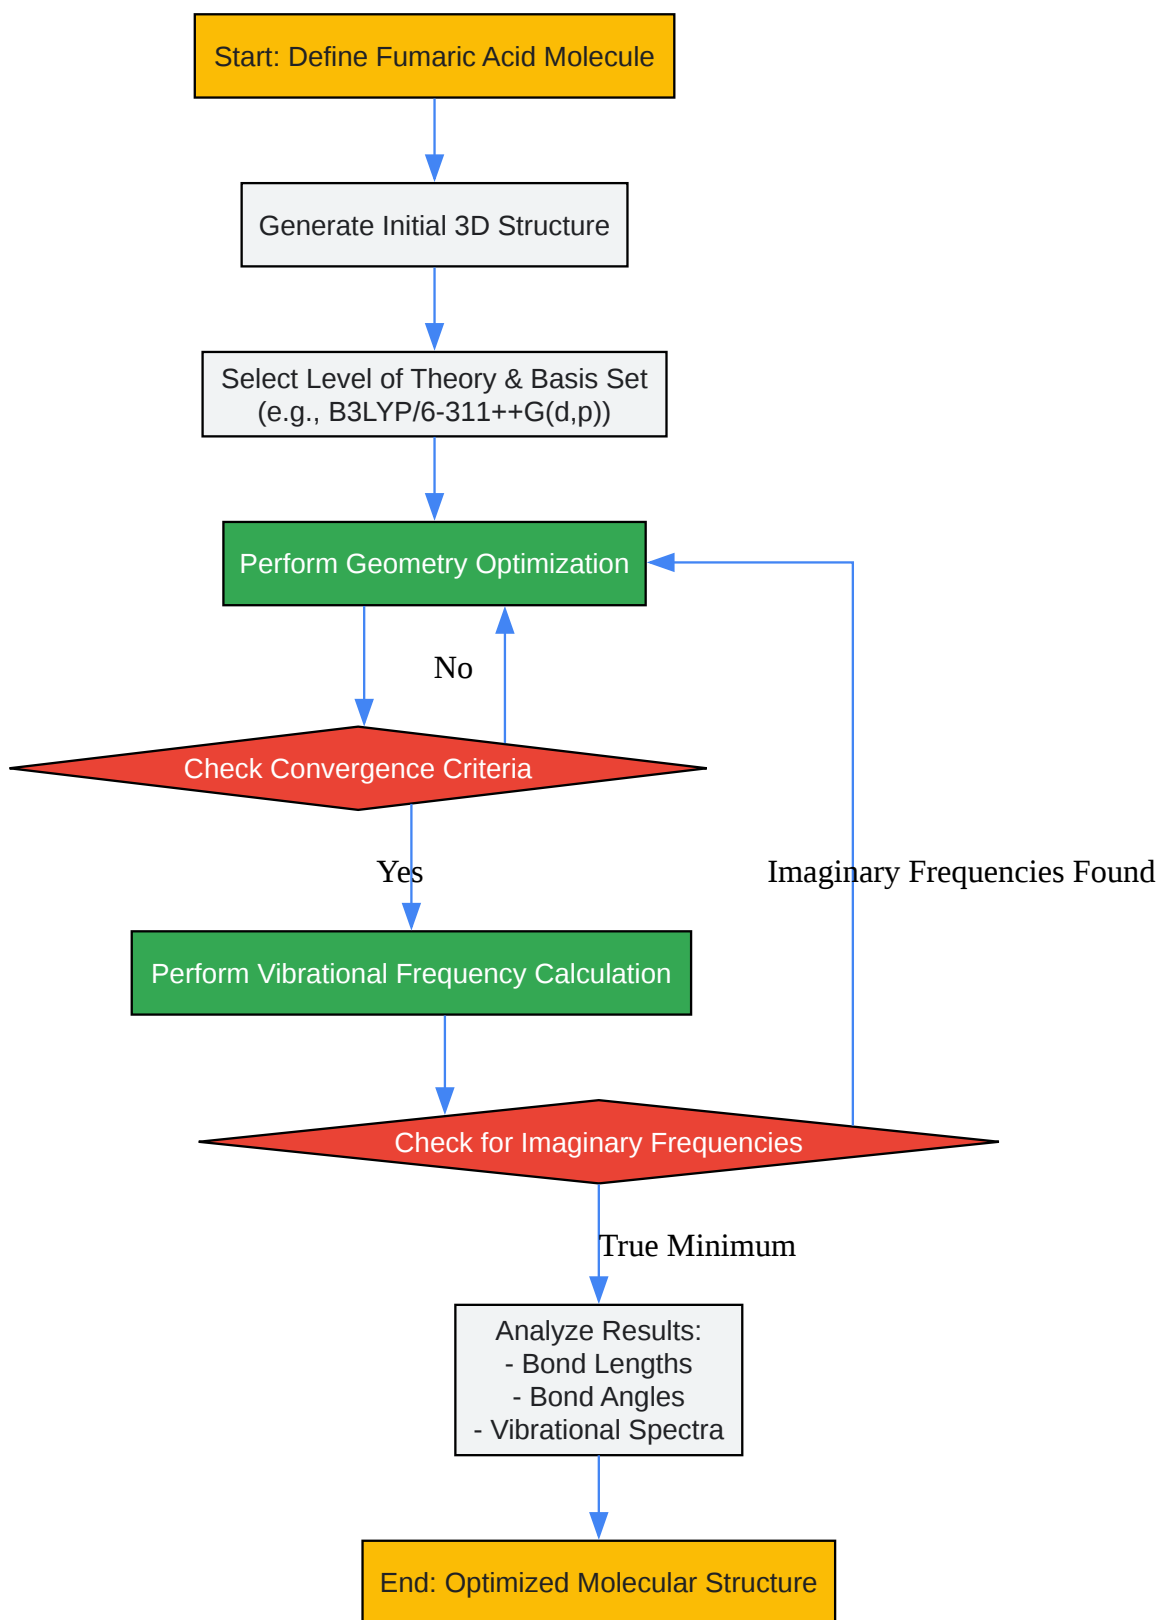 Start: Define Fumaric Acid Molecule
Generate Initial 3D Structure
Select Level of Theory & Basis Set
(e.g., B3LYP/6-311++G(d,p))
Perform Geometry Optimization
No
Check Convergence Criteria
Yes
Imaginary Frequencies Found
Perform Vibrational Frequency Calculation
Check for Imaginary Frequencies
True Minimum
Analyze Results:
- Bond Lengths
- Bond Angles
- Vibrational Spectra
End: Optimized Molecular Structure